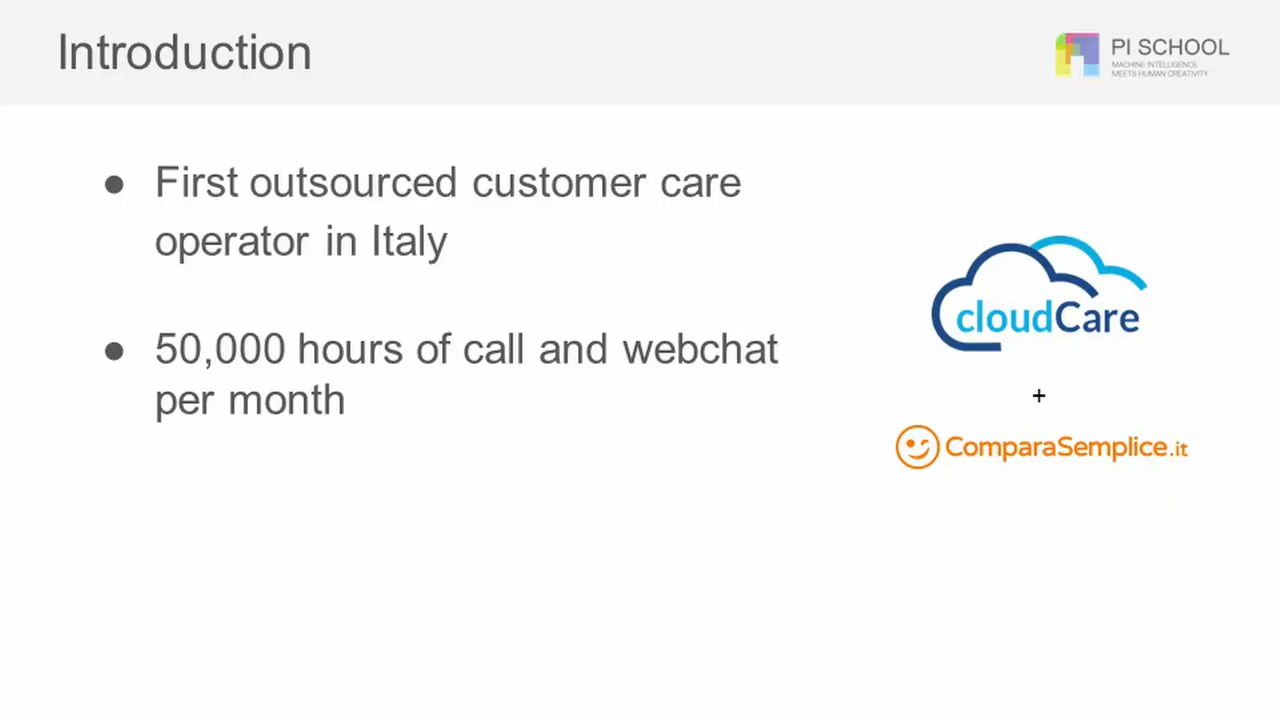 Introduction
PI SCHOOL
MACHINE INTELLIGENCE
MEETS HUMAN CREATIVITY
● First outsourced customer care
operator in Italy
● 50,000 hours of call and webchat
per month
cloudCare
+
ComparaSemplice.it